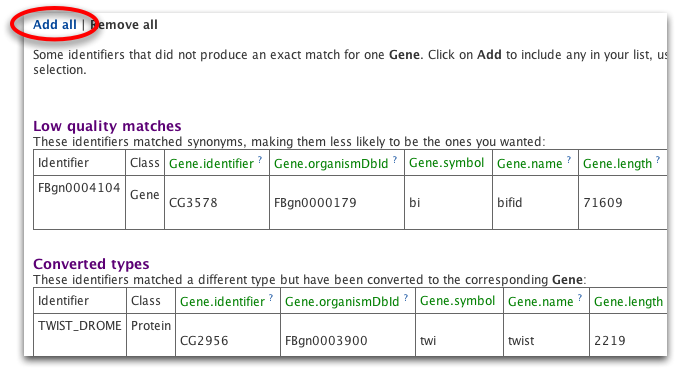 Add all | Remove all
Some identifiers that did not produce an exact match for one Gene. Click on Add to include any in your list, us
selection.
Low quality matches
These identifiers matched synonyms, making them less likely to be the ones you wanted:
Identifier Class Gene.identifier ? Gene.organismDbId ? Gene.symbol Gene.name ? Gene.length ?
FBgn0004104 Gene CG3578 FBgn0000179 bi bifid 71609
Converted types
These identifiers matched a different type but have been converted to the corresponding Gene:
Identifier Class Gene.identifier ? Gene.organismDbId ? Gene.symbol Gene.name ? Gene.length
TWIST_DROME Protein CG2956 FBgn0003900 twi twist 2219